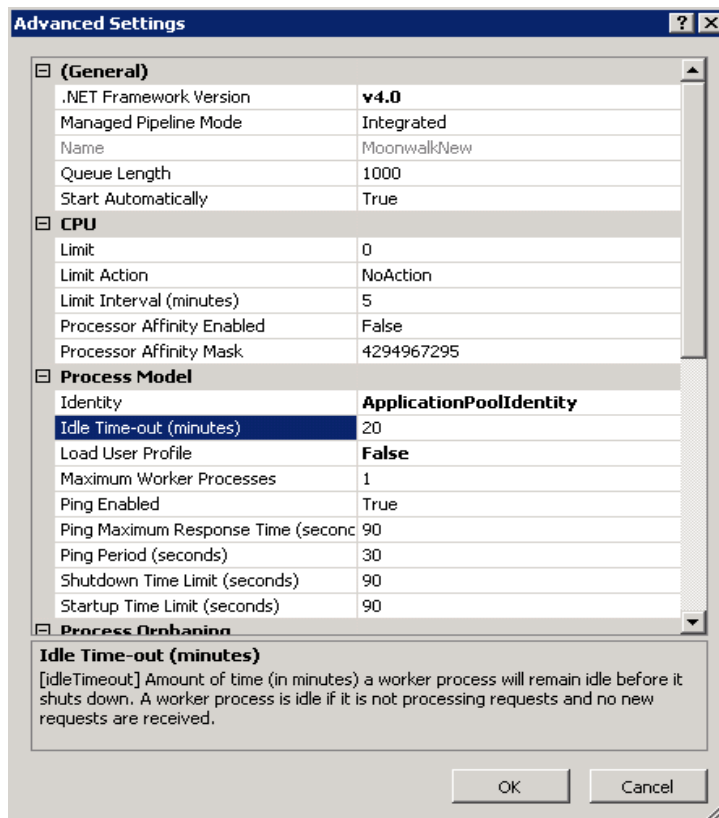 Advanced Settings
(General)
.NET Framework Version v4.0
Managed Pipeline Mode Integrated
Name MoonwalkNew
Queue Length 1000
Start Automatically True
CPU
Limit 0
Limit Action NoAction
Limit Interval (minutes) 5
Processor Affinity Enabled False
Processor Affinity Mask 4294967295
Process Model
Identity ApplicationPoolIdentity
Idle Time-out (minutes) 20
Load User Profile False
Maximum Worker Processes 1
Ping Enabled True
Ping Maximum Response Time (second 90
Ping Period (seconds) 30
Shutdown Time Limit (seconds) 90
Startup Time Limit (seconds) 90
Process Orphaning
Idle Time-out (minutes)
[idleTimeout] Amount of time (in minutes) a worker process will remain idle before it
shuts down. A worker process is idle if it is not processing requests and no new
requests are received.
OK Cancel